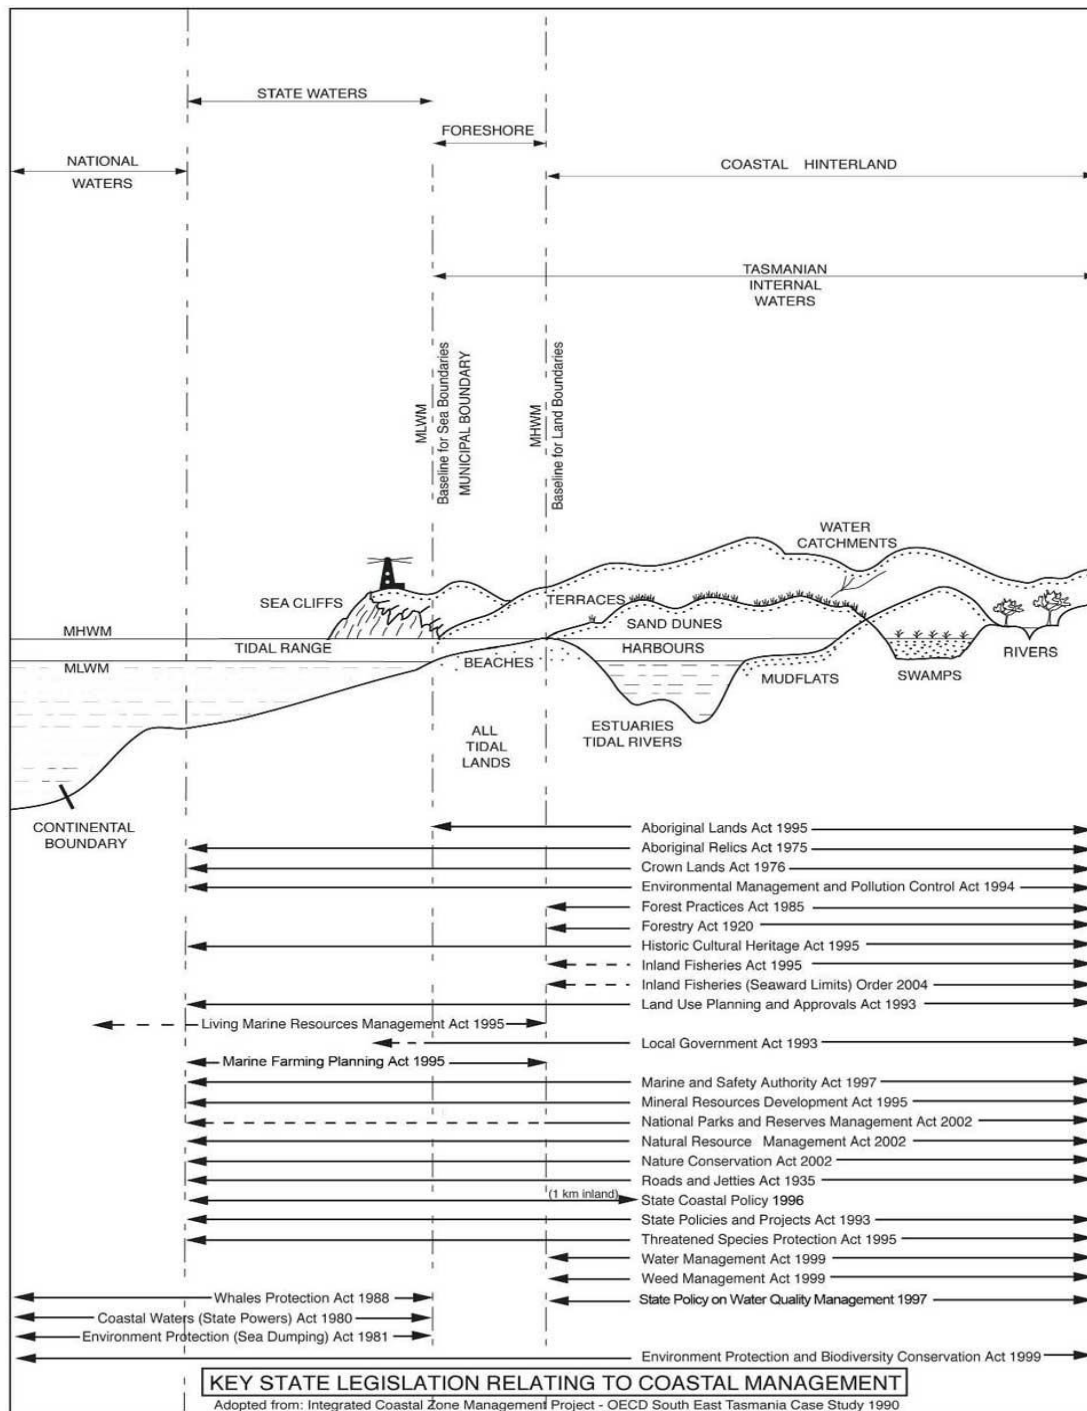 STATE WATERS
FORESHORE
NATIONAL
WATERS
COASTAL HINTERLAND
TASMANIAN
INTERNAL
WATERS
MLWM
Baseline for Sea Boundaries
MUNICIPAL BOUNDARY
MHWM
Baseline for Land Boundaries
WATER
CATCHMENTS
SEA CLIFFS
TERRACES
SAND DUNES
MHWM
TIDAL RANGE
HARBOURS
RIVERS
MLWM
BEACHES
MUDFLATS
SWAMPS
ESTUARIES
TIDAL RIVERS
ALL
TIDAL
LANDS
CONTINENTAL
BOUNDARY
Aboriginal Lands Act 1995
Aboriginal Relics Act 1975
Crown Lands Act 1976
Environmental Management and Pollution Control Act 1994
Forest Practices Act 1985
Forestry Act 1920
Historic Cultural Heritage Act 1995
Inland Fisheries Act 1995
Inland Fisheries (Seaward Limits) Order 2004
Land Use Planning and Approvals Act 1993
Living Marine Resources Management Act 1995
Local Government Act 1993
Marine Farming Planning Act 1995
Marine and Safety Authority Act 1997
Mineral Resources Development Act 1995
National Parks and Reserves Management Act 2002
Natural Resource Management Act 2002
Nature Conservation Act 2002
Roads and Jetties Act 1935
(1 km inland) State Coastal Policy 1996
State Policies and Projects Act 1993
Threatened Species Protection Act 1995
Water Management Act 1999
Weed Management Act 1999
Whales Protection Act 1988
State Policy on Water Quality Management 1997
Coastal Waters (State Powers) Act 1980
Environment Protection (Sea Dumping) Act 1981
Environment Protection and Biodiversity Conservation Act 1999
KEY STATE LEGISLATION RELATING TO COASTAL MANAGEMENT
Adopted from: Integrated Coastal Zone Management Project - OECD South East Tasmania Case Study 1990